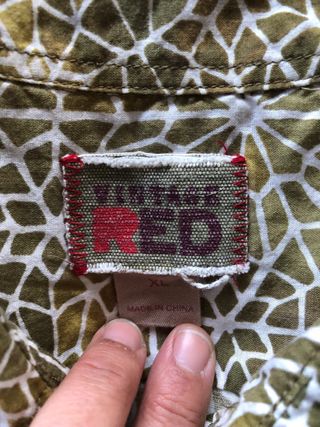 VINTAGE
RED
XL
MADE IN CHINA